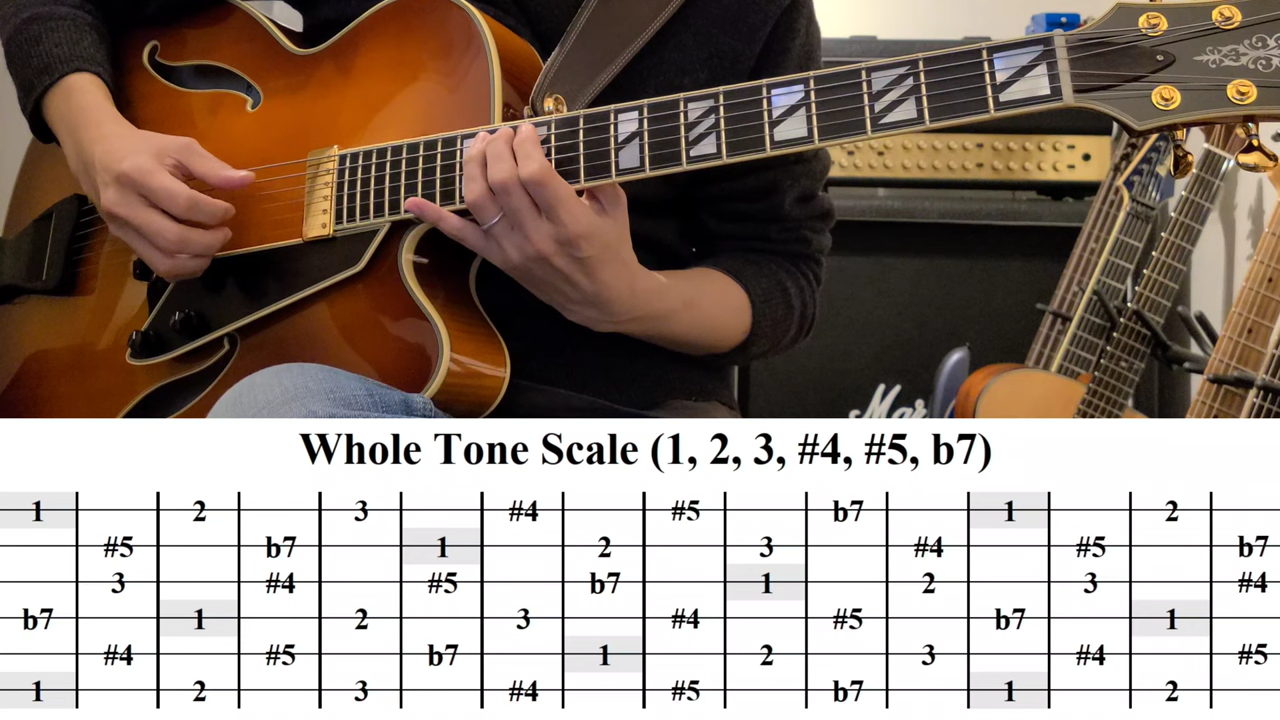 Mar
Whole Tone Scale (1, 2, 3, #4, #5, b7)
1 2 3 #4 #5 b7 1 2
#5 b7 1 2 3 #4 #5 b7
3 #4 #5 b7 1 2 3 #4
b7 1 2 3 #4 #5 b7 1
#4 #5 b7 1 2 3 #4 #5
1 2 3 #4 #5 b7 1 2